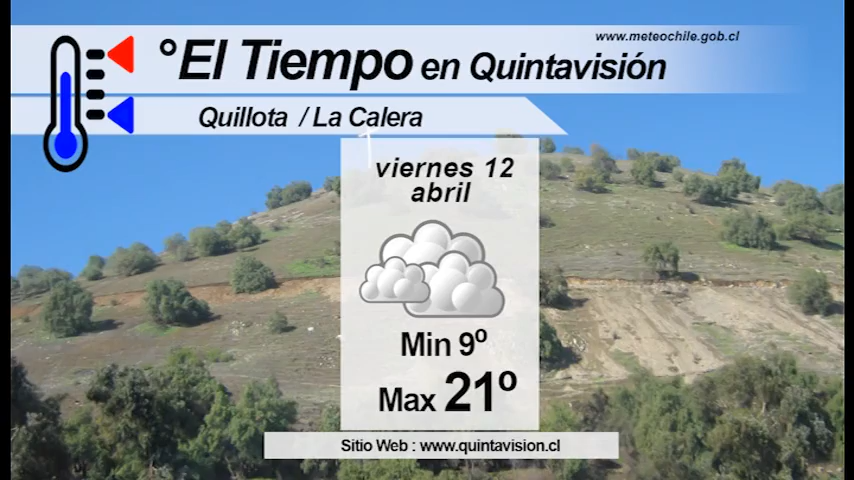 www.meteochile.gob.cl
°El Tiempo en Quintavisión
Quillota / La Calera
viernes 12
abril
Min 9º
Max 21º
Sitio Web : www.quintavision.cl